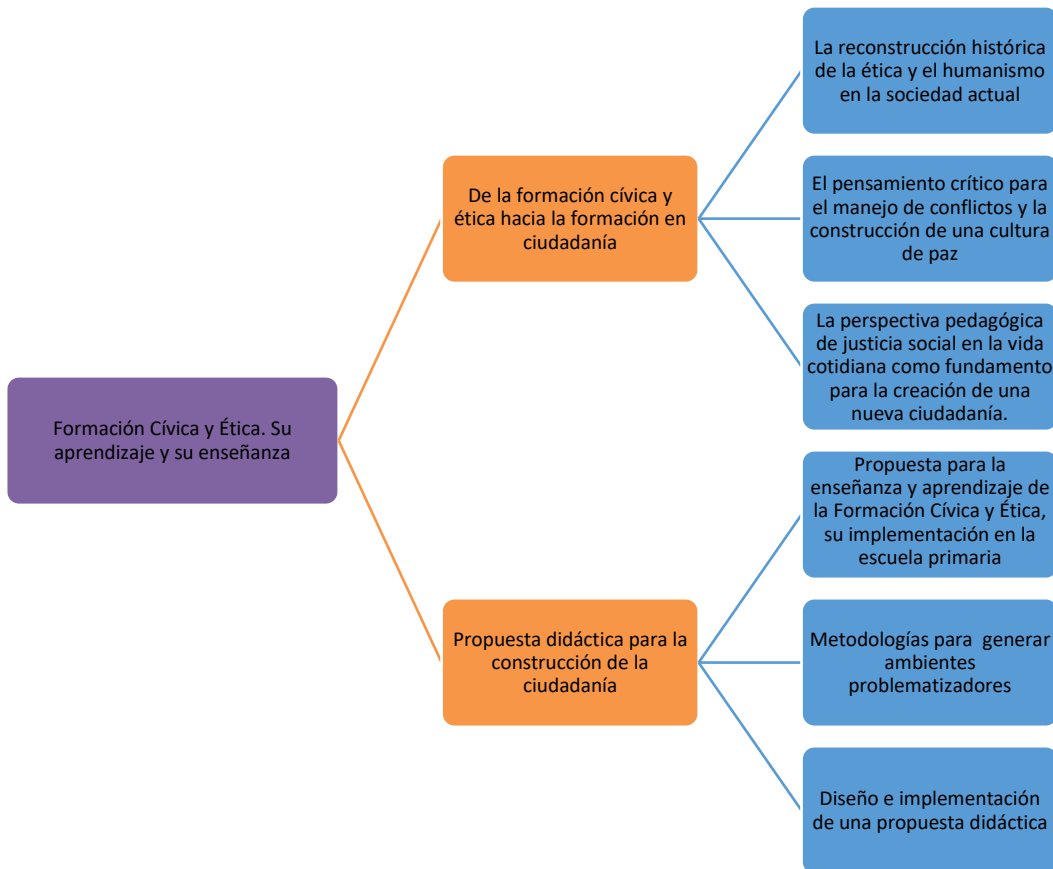 Formación Cívica y Ética. Su
aprendizaje y su enseñanza
De la formación cívica y
ética hacia la formación en
ciudadanía
La reconstrucción histórica
de la ética y el humanismo
en la sociedad actual
El pensamiento crítico para
el manejo de conflictos y la
construcción de una cultura
de paz
La perspectiva pedagógica
de justicia social en la vida
cotidiana como fundamento
para la creación de una
nueva ciudadanía.
Propuesta didáctica para la
construcción de la
ciudadanía
Propuesta para la
enseñanza y aprendizaje de
la Formación Cívica y Ética,
su implementación en la
escuela primaria
Metodologías para  generar
ambientes
problematizadores
Diseño e implementación
de una propuesta didáctica